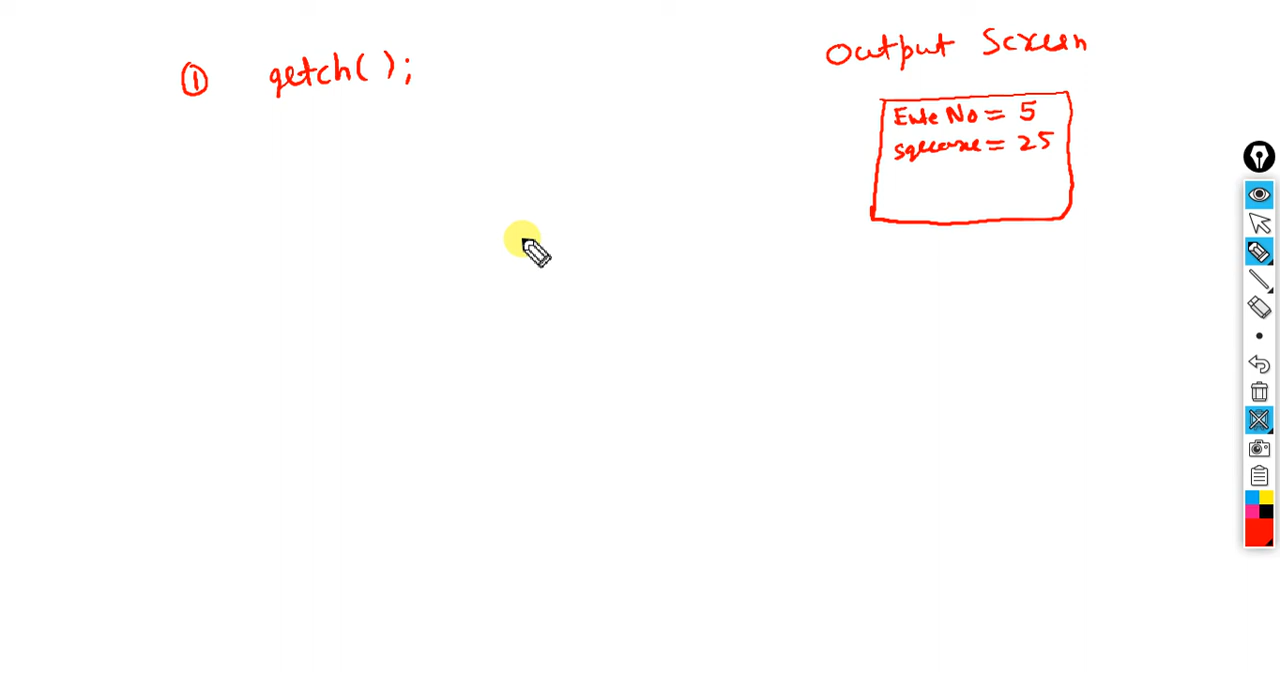 ① getch( );
Output Screen
Ente No = 5
square = 25